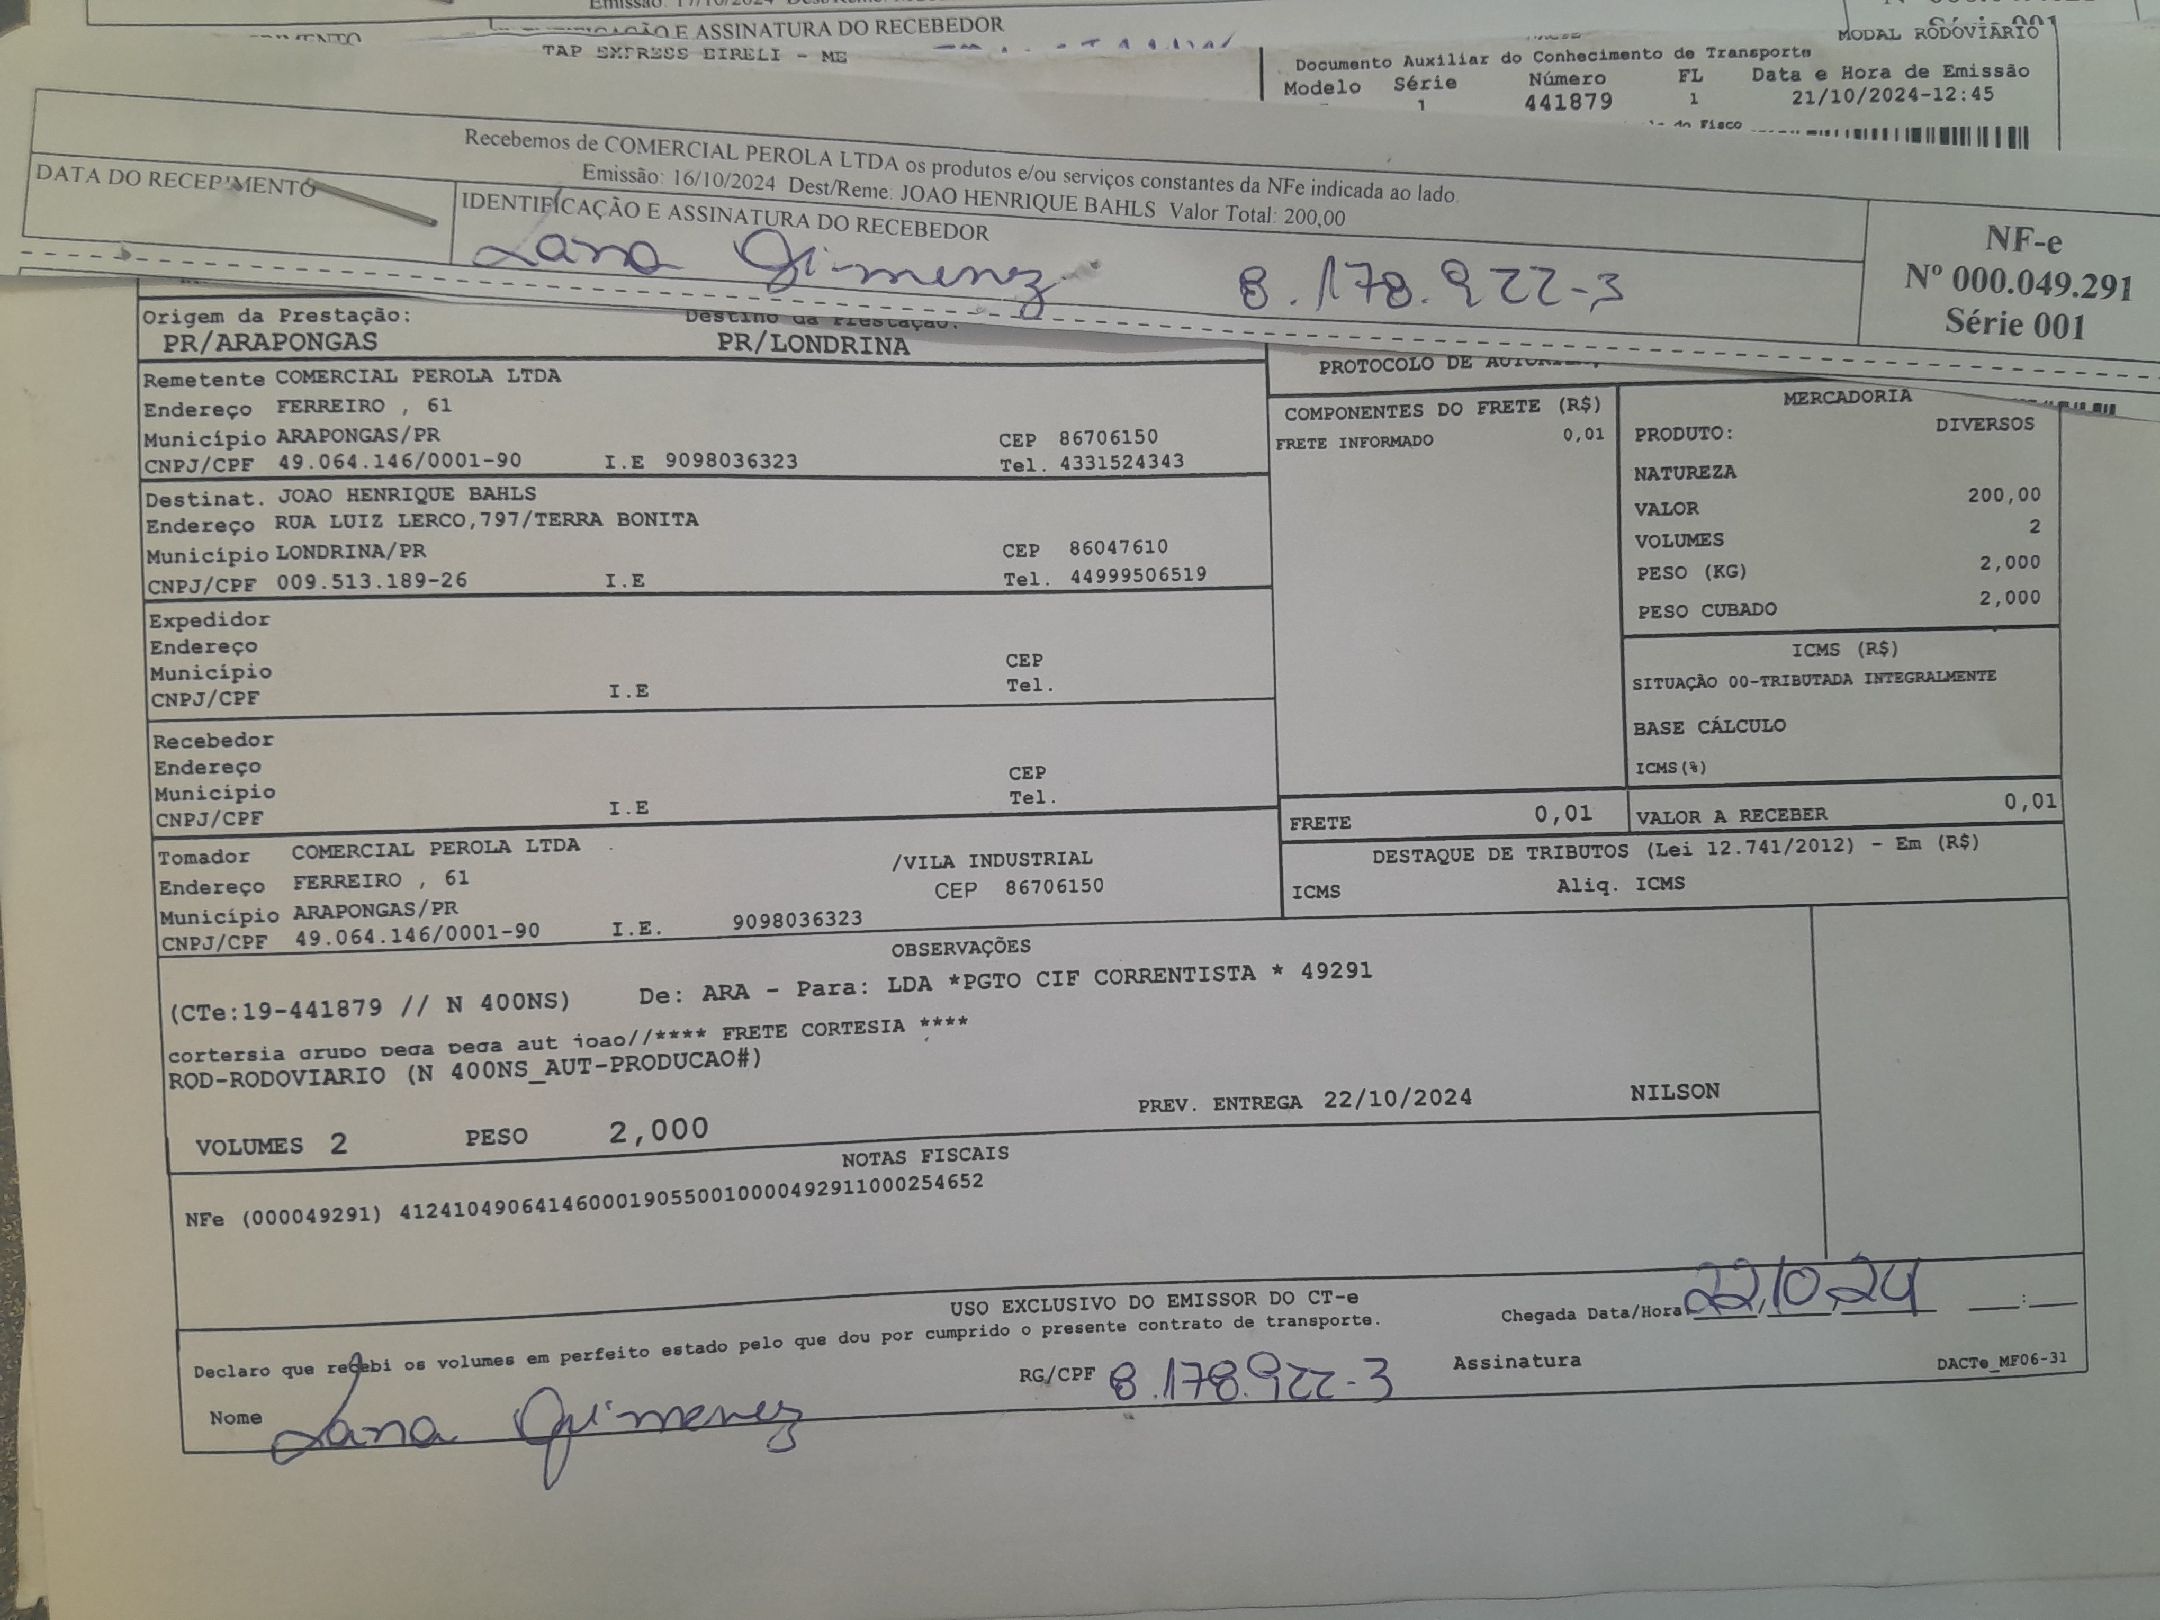 IDENTIFICAÇÃO E ASSINATURA DO RECEBEDOR
TAP EXPRESS EIRELI - ME
Série 001
MODAL RODOVIÁRIO
Documento Auxiliar do Conhecimento de Transporte
Modelo Série Número FL Data e Hora de Emissão
1 441879 1 21/10/2024-12:45
do Fisco
Recebemos de COMERCIAL PEROLA LTDA os produtos e/ou serviços constantes da NFe indicada ao lado.
Emissão: 16/10/2024 Dest/Reme: JOAO HENRIQUE BAHLS Valor Total: 200,00
DATA DO RECEBIMENTO
IDENTIFICAÇÃO E ASSINATURA DO RECEBEDOR
Lana Gimenez 8.178.922-3
NF-e
Nº 000.049.291
Série 001
Origem da Prestação: Destino da Prestação:
PR/ARAPONGAS PR/LONDRINA
PROTOCOLO DE
Remetente COMERCIAL PEROLA LTDA
Endereço FERREIRO , 61
Município ARAPONGAS/PR CEP 86706150
CNPJ/CPF 49.064.146/0001-90 I.E 9098036323 Tel. 4331524343
Destinat. JOAO HENRIQUE BAHLS
Endereço RUA LUIZ LERCO,797/TERRA BONITA
Município LONDRINA/PR CEP 86047610
CNPJ/CPF 009.513.189-26 I.E Tel. 44999506519
Expedidor
Endereço
Município CEP
CNPJ/CPF I.E Tel.
Recebedor
Endereço
Município CEP
CNPJ/CPF I.E Tel.
Tomador COMERCIAL PEROLA LTDA
Endereço FERREIRO , 61 /VILA INDUSTRIAL
Município ARAPONGAS/PR CEP 86706150
CNPJ/CPF 49.064.146/0001-90 I.E. 9098036323
COMPONENTES DO FRETE (R$)
FRETE INFORMADO 0,01
MERCADORIA
PRODUTO: DIVERSOS
NATUREZA
VALOR 200,00
VOLUMES 2
PESO (KG) 2,000
PESO CUBADO 2,000
ICMS (R$)
SITUAÇÃO 00-TRIBUTADA INTEGRALMENTE
BASE CÁLCULO
ICMS(%)
FRETE 0,01 VALOR A RECEBER 0,01
DESTAQUE DE TRIBUTOS (Lei 12.741/2012) - Em (R$)
ICMS Aliq. ICMS
OBSERVAÇÕES
(CTe:19-441879 // N 400NS) De: ARA - Para: LDA *PGTO CIF CORRENTISTA * 49291
cortersia grupo pega pega aut joao//**** FRETE CORTESIA ****
ROD-RODOVIARIO (N 400NS_AUT-PRODUCAO#)
VOLUMES 2 PESO 2,000 PREV. ENTREGA 22/10/2024 NILSON
NOTAS FISCAIS
NFe (000049291) 41241049064146000190550010000492911000254652
USO EXCLUSIVO DO EMISSOR DO CT-e
Declaro que recebi os volumes em perfeito estado pelo que dou por cumprido o presente contrato de transporte.
Chegada Data/Hora 22/10/24 __:__
Nome Lana Gimenez RG/CPF 8.178.922-3 Assinatura DACTe_MF06-31